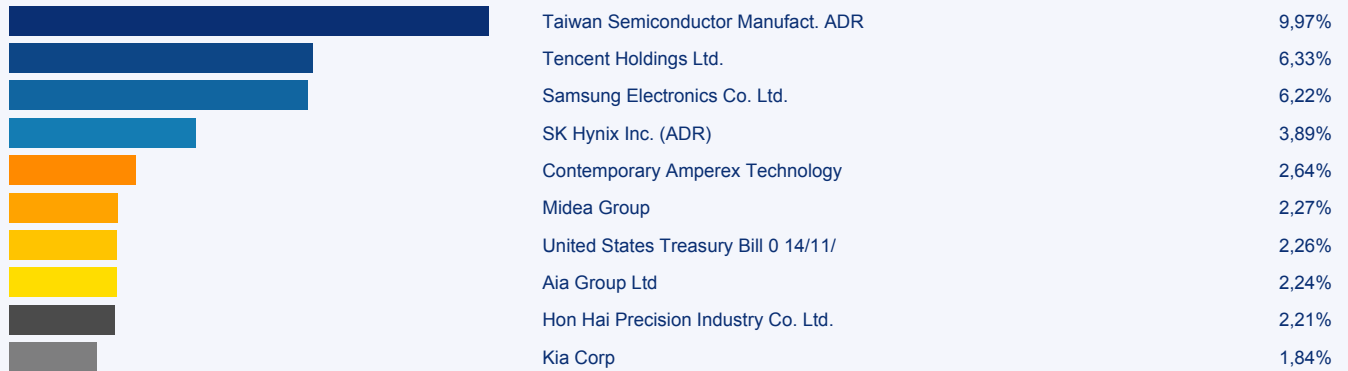 Taiwan Semiconductor Manufact. ADR 9,97%
Tencent Holdings Ltd. 6,33%
Samsung Electronics Co. Ltd. 6,22%
SK Hynix Inc. (ADR) 3,89%
Contemporary Amperex Technology 2,64%
Midea Group 2,27%
United States Treasury Bill 0 14/11/ 2,26%
Aia Group Ltd 2,24%
Hon Hai Precision Industry Co. Ltd. 2,21%
Kia Corp 1,84%